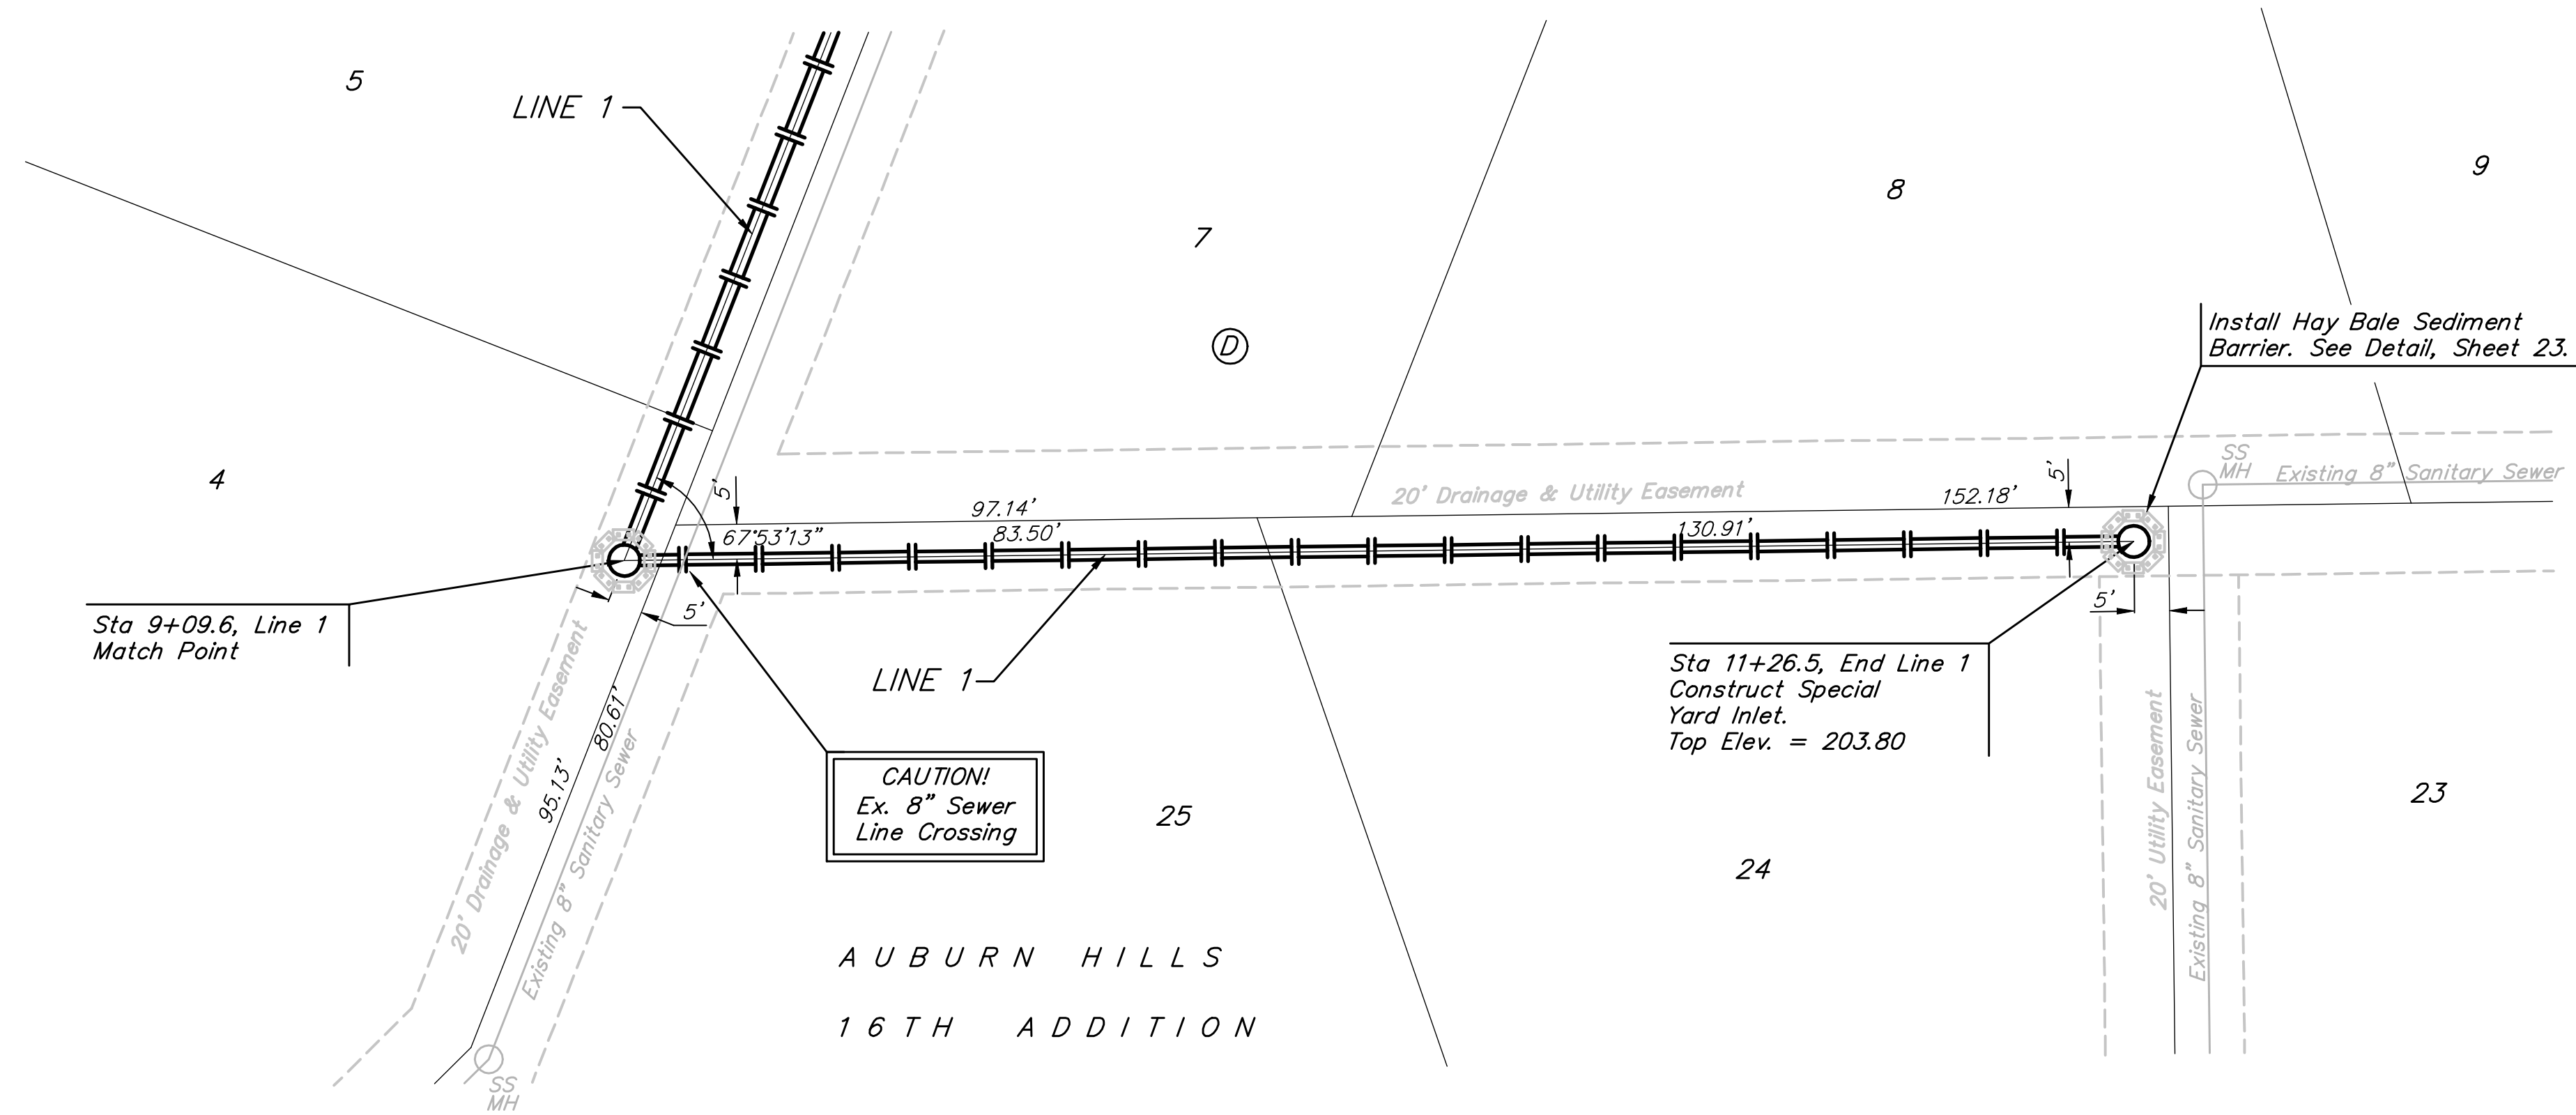 5
LINE 1
4
7
D
8
9
Install Hay Bale Sediment
Barrier. See Detail, Sheet 23.
SS
MH
Existing 8" Sanitary Sewer
20' Drainage & Utility Easement
5'
97.14'
152.18'
5'
67°53'13"
83.50'
130.91'
Sta 9+09.6, Line 1
Match Point
5'
5'
LINE 1
Sta 11+26.5, End Line 1
Construct Special
Yard Inlet.
Top Elev. = 203.80
20' Drainage & Utility Easement
80.61'
95.13'
Existing 8" Sanitary Sewer
CAUTION!
Ex. 8" Sewer
Line Crossing
25
24
23
20' Utility Easement
Existing 8" Sanitary Sewer
AUBURN HILLS
16TH ADDITION
SS
MH